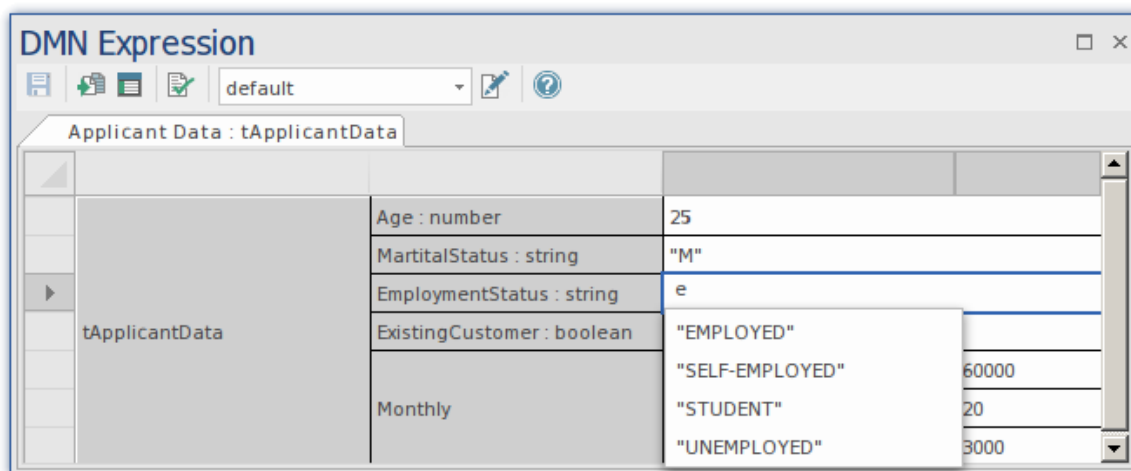 DMN Expression
default
Applicant Data : tApplicantData
Age : number 25
MartitalStatus : string "M"
EmploymentStatus : string e
tApplicantData ExistingCustomer : boolean "EMPLOYED"
"SELF-EMPLOYED" 60000
Monthly "STUDENT" 20
"UNEMPLOYED" 3000